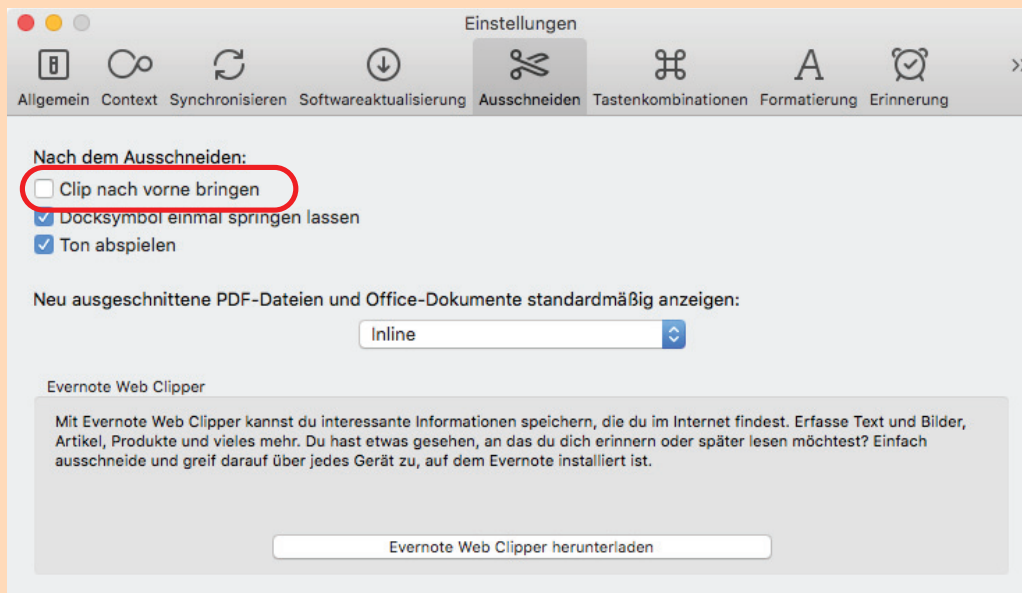 Einstellungen
Allgemein Context Synchronisieren Softwareaktualisierung Ausschneiden Tastenkombinationen Formatierung Erinnerung
Nach dem Ausschneiden:
Clip nach vorne bringen
Docksymbol einmal springen lassen
Ton abspielen
Neu ausgeschnittene PDF-Dateien und Office-Dokumente standardmäßig anzeigen:
Inline
Evernote Web Clipper
Mit Evernote Web Clipper kannst du interessante Informationen speichern, die du im Internet findest. Erfasse Text und Bilder,
Artikel, Produkte und vieles mehr. Du hast etwas gesehen, an das du dich erinnern oder später lesen möchtest? Einfach
ausschneide und greif darauf über jedes Gerät zu, auf dem Evernote installiert ist.
Evernote Web Clipper herunterladen